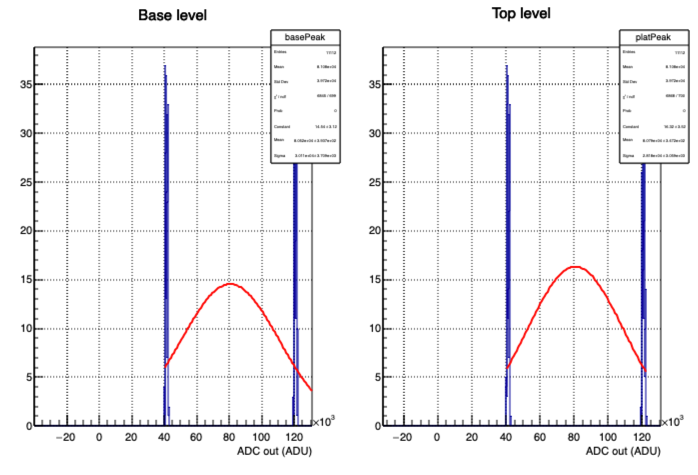 Base level
basePeak
Entries
Mean
Std Dev
χ² / ndf
Prob 0
Constant
Mean
Sigma
35
30
25
20
15
10
5
0
−20 0 20 40 60 80 100 120
×10³
ADC out (ADU)
Top level
platPeak
Entries
Mean
Std Dev
χ² / ndf
Prob 0
Constant
Mean
Sigma
35
30
25
20
15
10
5
0
−20 0 20 40 60 80 100 120
×10³
ADC out (ADU)